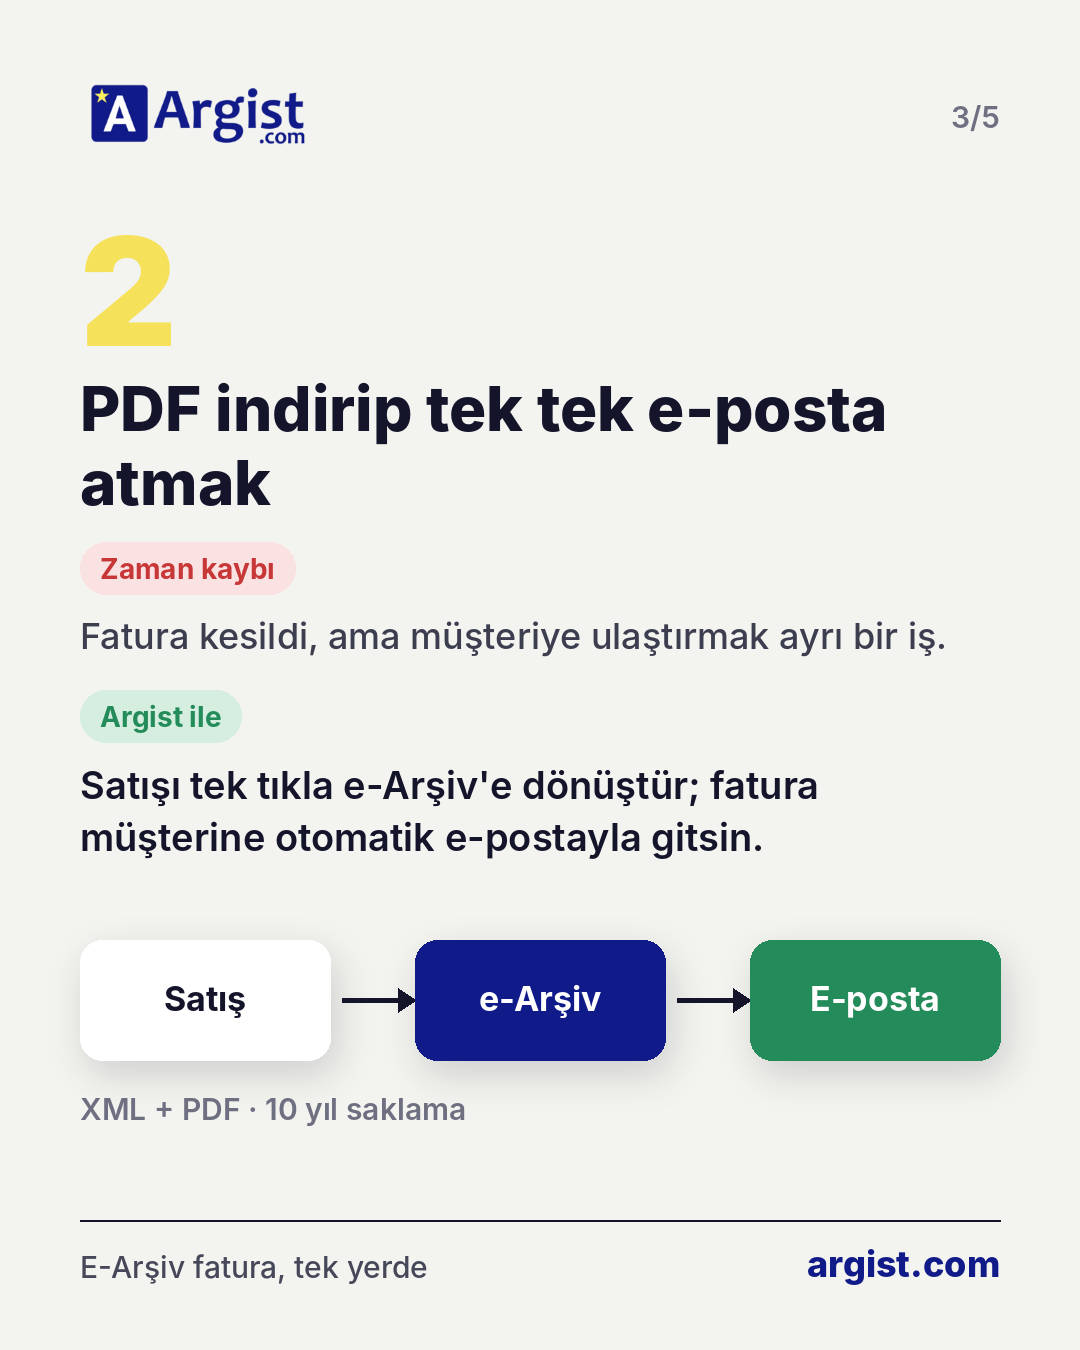 A Argist
.com
3/5
2
PDF indirip tek tek e-posta
atmak
Zaman kaybı
Fatura kesildi, ama müşteriye ulaştırmak ayrı bir iş.
Argist ile
Satışı tek tıkla e-Arşiv'e dönüştür; fatura
müşterine otomatik e-postayla gitsin.
Satış
e-Arşiv
E-posta
XML + PDF · 10 yıl saklama
E-Arşiv fatura, tek yerde
argist.com